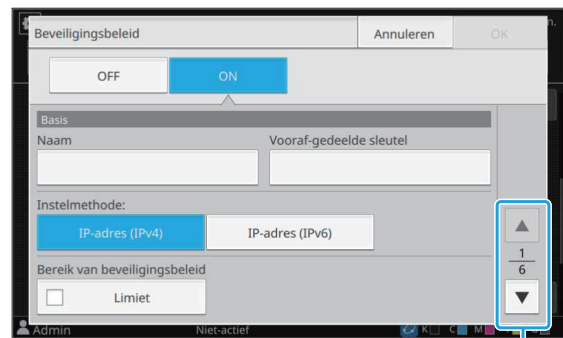 Beveiligingsbeleid Annuleren OK
OFF ON
Basis
Naam Vooraf-gedeelde sleutel
Instelmethode:
IP-adres (IPv4) IP-adres (IPv6)
1
6
Bereik van beveiligingsbeleid
Limiet
Admin Niet-actief K C M